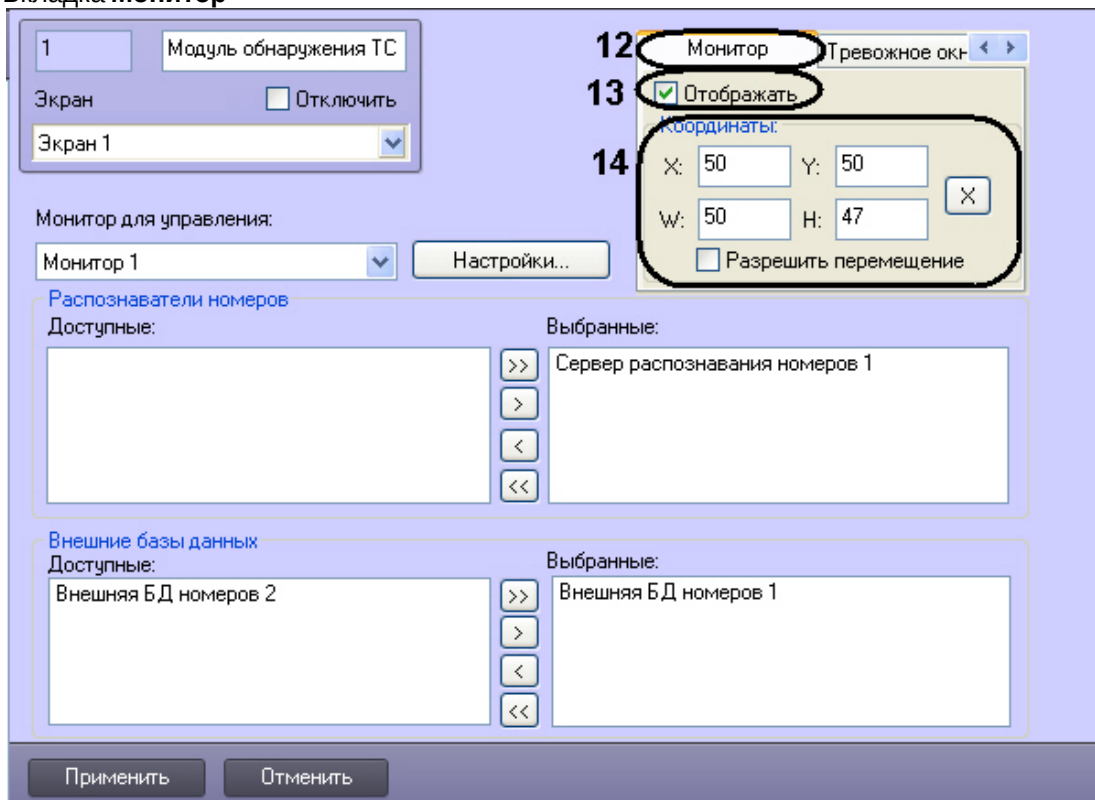 Вкладка Монитор
1 Модуль обнаружения ТС
Экран Отключить
Экран 1
12 Монитор Тревожное окн
13 Отображать
Координаты:
14 X: 50 Y: 50 X
W: 50 H: 47
Разрешить перемещение
Монитор для управления:
Монитор 1 Настройки...
Распознаватели номеров
Доступные: Выбранные:
Сервер распознавания номеров 1
>>
>
<
<<
Внешние базы данных
Доступные: Выбранные:
Внешняя БД номеров 2 >> Внешняя БД номеров 1
>
<
<<
Применить Отменить